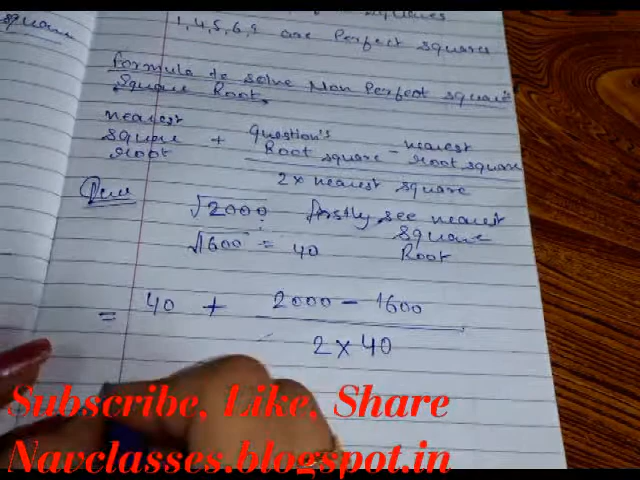 square
squares
1, 4, 5, 6, 9 are Perfect square
Formula to solve Non Perfect square's
Square Root.
nearest square root + Question's Root square - nearest root square
2 x nearest square
Ques
√2000 firstly see nearest
square
√1600 = 40 Root
= 40 + 2000 - 1600
2 x 40
Subscribe, Like, Share
Navclasses.blogspot.in